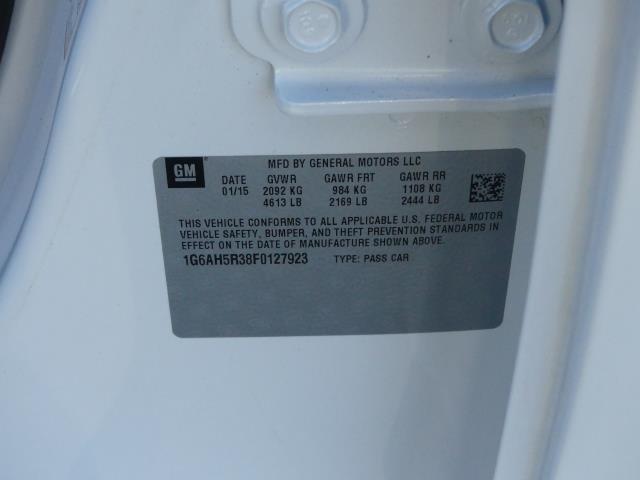 GM
MFD BY GENERAL MOTORS LLC
DATE GVWR GAWR FRT GAWR RR
01/15 2092 KG 984 KG 1108 KG
4613 LB 2169 LB 2444 LB
THIS VEHICLE CONFORMS TO ALL APPLICABLE U.S. FEDERAL MOTOR
VEHICLE SAFETY, BUMPER, AND THEFT PREVENTION STANDARDS IN
EFFECT ON THE DATE OF MANUFACTURE SHOWN ABOVE.
1G6AH5R38F0127923 TYPE: PASS CAR